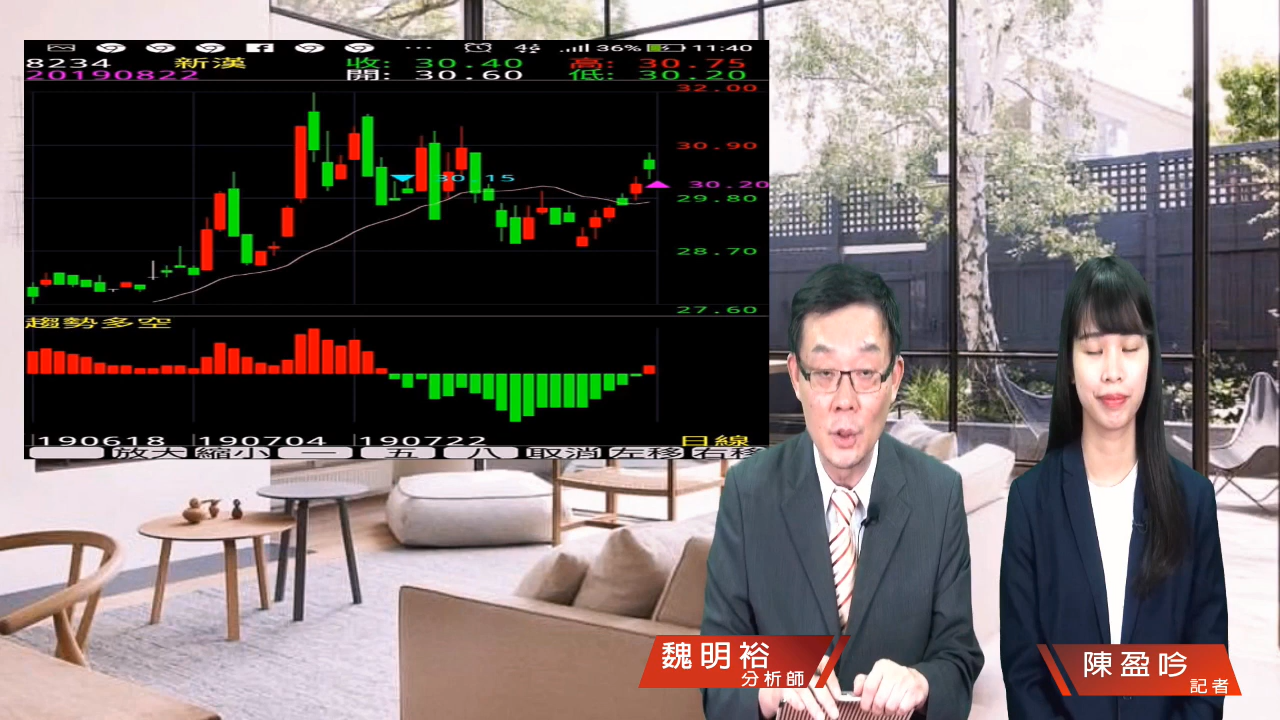 36% 11:40
8234 新漢 收: 30.40 高: 30.75
20190822 開: 30.60 低: 30.20
32.00
30.90
30.15
30.20
29.80
28.70
27.60
趨勢多空
190618 190704 190722 日線
放大 縮小 一 五 八 取消 左移 右移
魏明裕
分析師
陳盈吟
記者